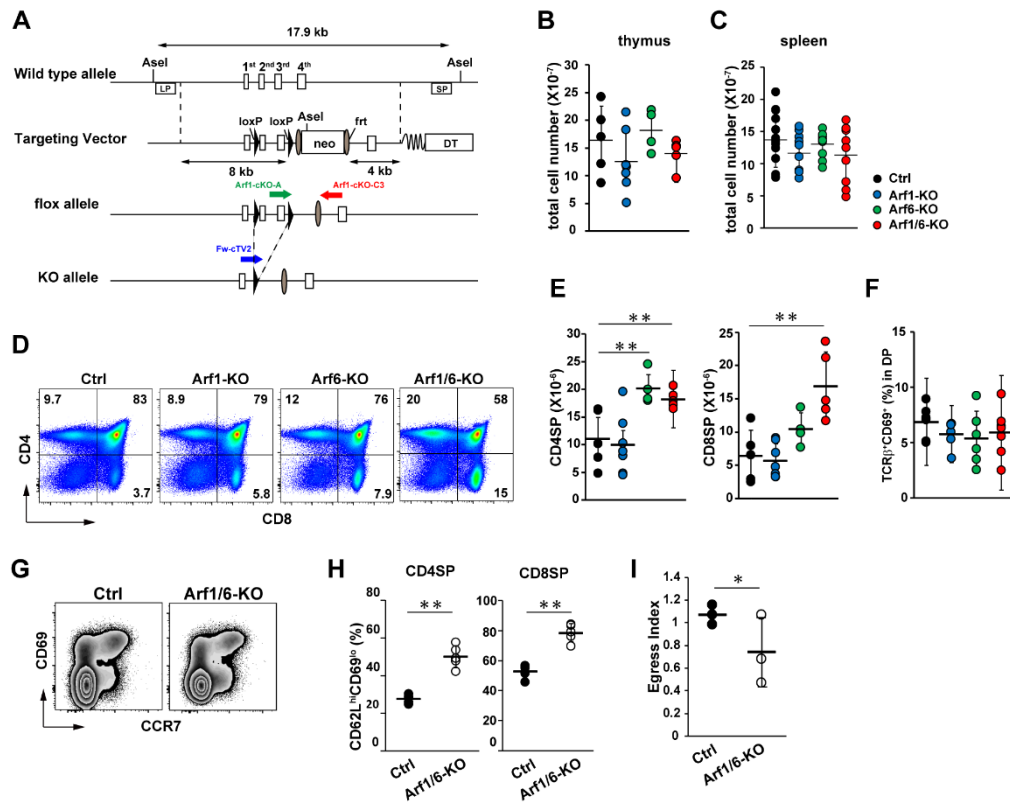 A
17.9 kb
AseI
AseI
Wild type allele
1st 2nd 3rd 4th
LP
SP
loxP loxP AseI frt
Targeting Vector
neo
DT
8 kb
4 kb
Arf1-cKO-A
Arf1-cKO-C3
flox allele
Fw-cTV2
KO allele
B
thymus
total cell number (X10-7)
30
25
20
15
10
5
0
C
spleen
total cell number (X10-7)
30
25
20
15
10
5
0
Ctrl
Arf1-KO
Arf6-KO
Arf1/6-KO
D
Ctrl
Arf1-KO
Arf6-KO
Arf1/6-KO
9.7 83
3.7
8.9 79
5.8
12 76
7.9
20 58
15
CD4
CD8
E
CD4SP (X10-6)
30
25
20
15
10
5
0
**
**
CD8SP (X10-6)
30
25
20
15
10
5
0
**
F
TCRβ+CD69+ (%) in DP
15
10
5
0
G
Ctrl
Arf1/6-KO
CD69
CCR7
H
CD4SP
CD8SP
CD62LhiCD69lo (%)
80
60
40
20
0
**
100
80
60
40
20
0
**
Ctrl
Arf1/6-KO
Ctrl
Arf1/6-KO
I
Egress Index
1.4
1.2
1
0.8
0.6
0.4
0.2
0
*
Ctrl
Arf1/6-KO